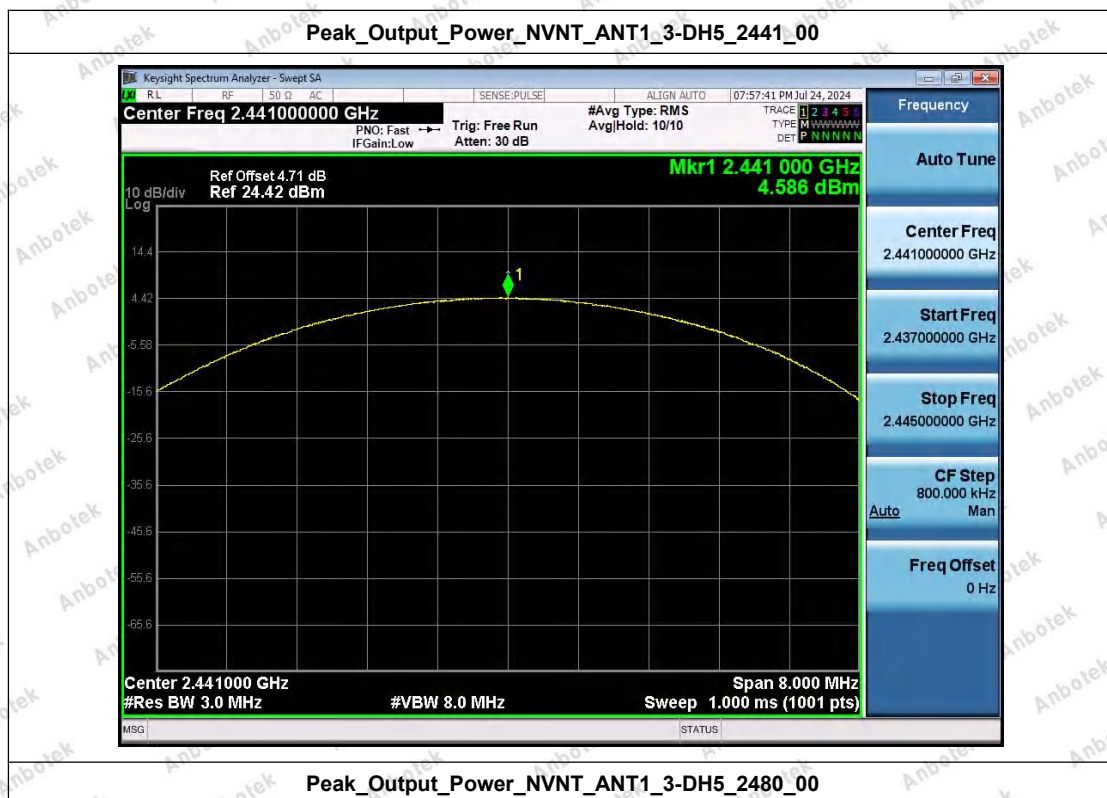 Peak_Output_Power_NVNT_ANT1_3-DH5_2441_00
Keysight Spectrum Analyzer - Swept SA
LXI RL RF 50 Ω AC SENSE:PULSE ALIGN AUTO 07:57:41 PM Jul 24, 2024
Center Freq 2.441000000 GHz
PNO: Fast
IFGain:Low
Trig: Free Run
Atten: 30 dB
#Avg Type: RMS
Avg|Hold: 10/10
TRACE 1 2 3 4 5 6
TYPE M WWWWW
DET P N N N N N
Mkr1 2.441 000 GHz
4.586 dBm
Ref Offset 4.71 dB
10 dB/div Ref 24.42 dBm
Log
14.4
4.42
-5.58
-15.6
-25.6
-35.6
-45.6
-55.6
-65.6
1
Center 2.441000 GHz Span 8.000 MHz
#Res BW 3.0 MHz #VBW 8.0 MHz Sweep 1.000 ms (1001 pts)
MSG STATUS
Frequency
Auto Tune
Center Freq
2.441000000 GHz
Start Freq
2.437000000 GHz
Stop Freq
2.445000000 GHz
CF Step
800.000 kHz
Auto Man
Freq Offset
0 Hz
Peak_Output_Power_NVNT_ANT1_3-DH5_2480_00
Anbotek